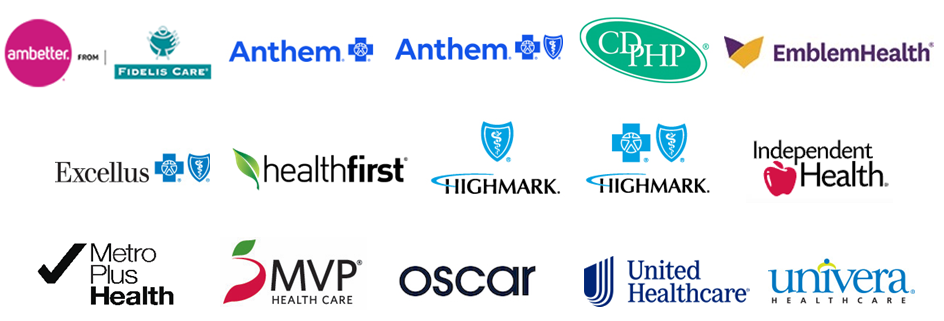 ambetter.
FROM
FIDELIS CARE®
Anthem®
Anthem®
CDPHP®
EmblemHealth®
Excellus
healthfirst®
HIGHMARK®
HIGHMARK®
Independent
Health®
Metro
Plus
Health
MVP®
HEALTH CARE
oscar
United
Healthcare®
univera®
HEALTHCARE